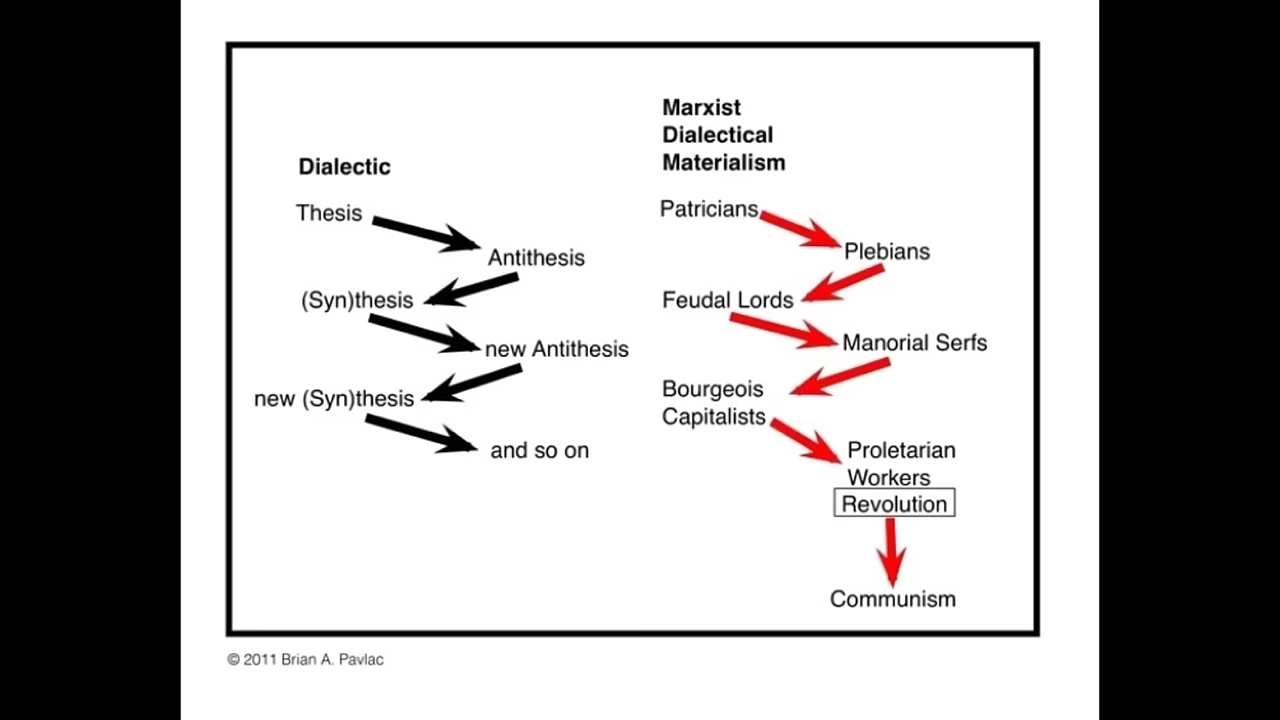 Dialectic
Thesis
Antithesis
(Syn)thesis
new Antithesis
new (Syn)thesis
and so on
Marxist
Dialectical
Materialism
Patricians
Plebians
Feudal Lords
Manorial Serfs
Bourgeois
Capitalists
Proletarian
Workers
Revolution
Communism
© 2011 Brian A. Pavlac